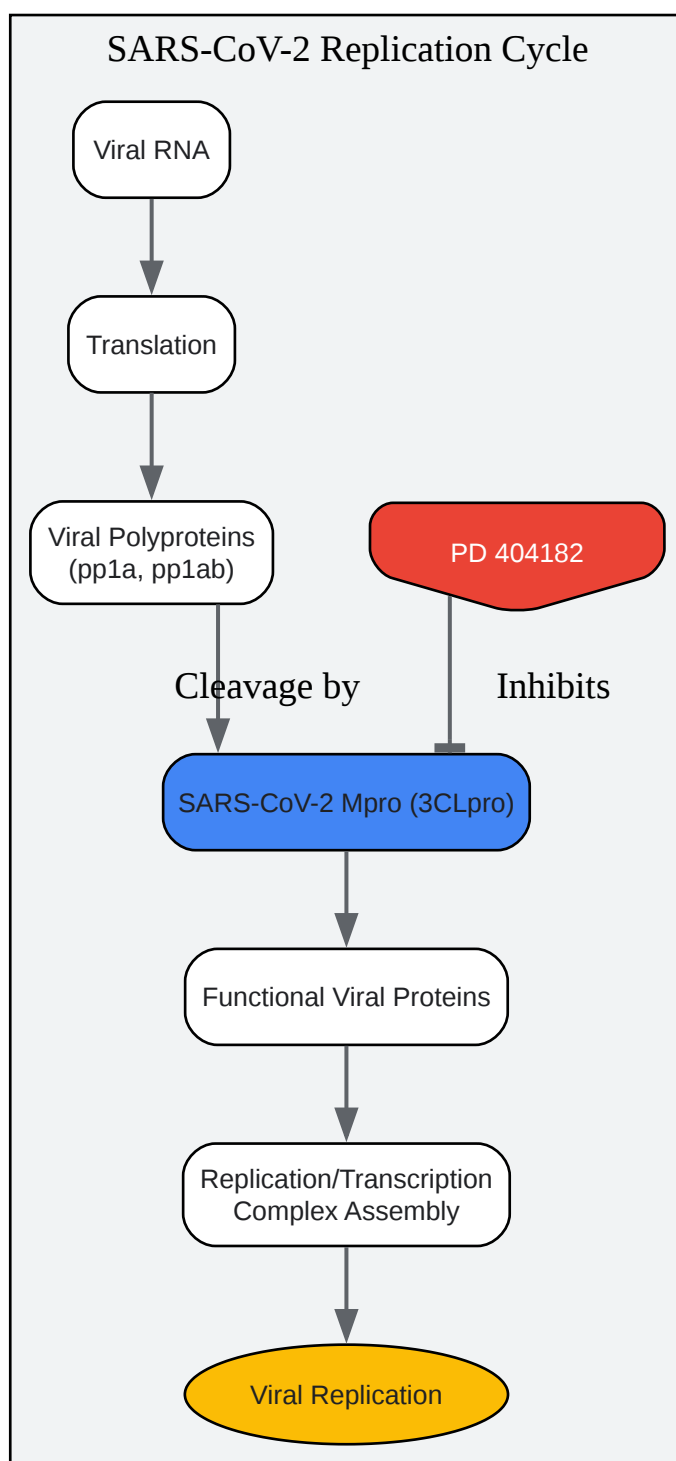 SARS-CoV-2 Replication Cycle
Viral RNA
Translation
Viral Polyproteins
(pp1a, pp1ab)
PD 404182
Cleavage by
Inhibits
SARS-CoV-2 Mpro (3CLpro)
Functional Viral Proteins
Replication/Transcription
Complex Assembly
Viral Replication